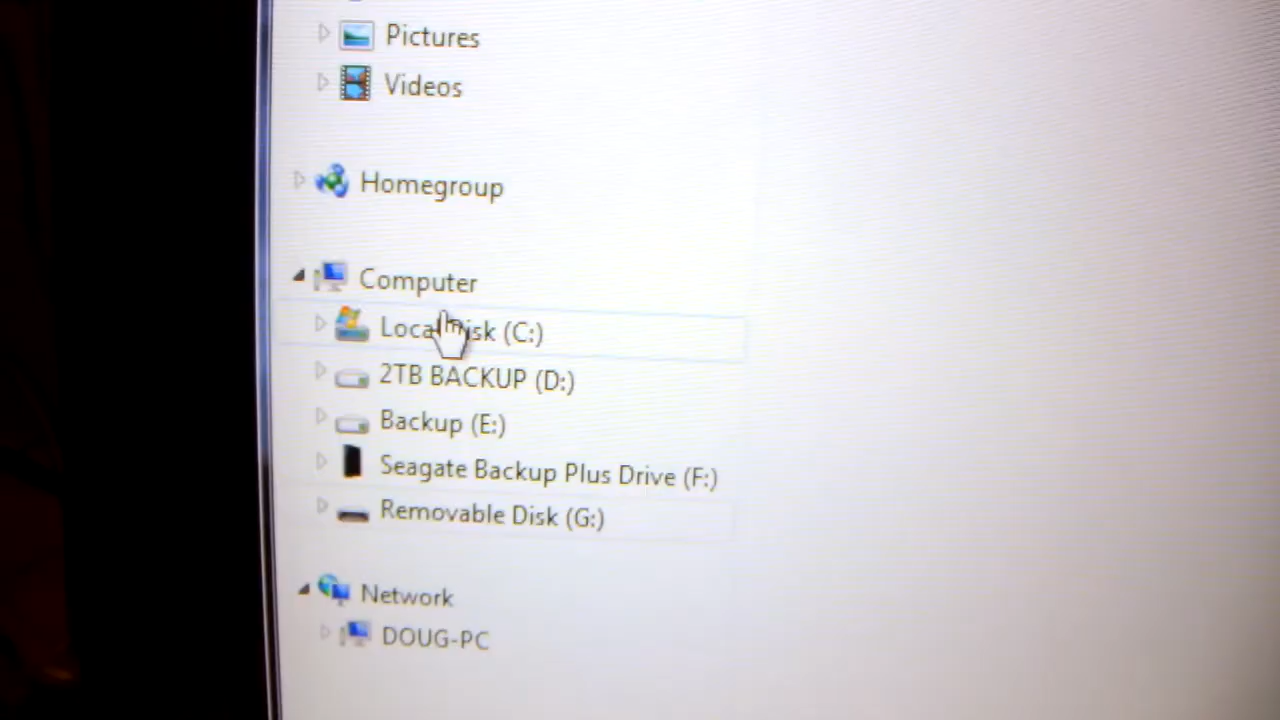 Pictures
Videos
Homegroup
Computer
Local Disk (C:)
2TB BACKUP (D:)
Backup (E:)
Seagate Backup Plus Drive (F:)
Removable Disk (G:)
Network
DOUG-PC